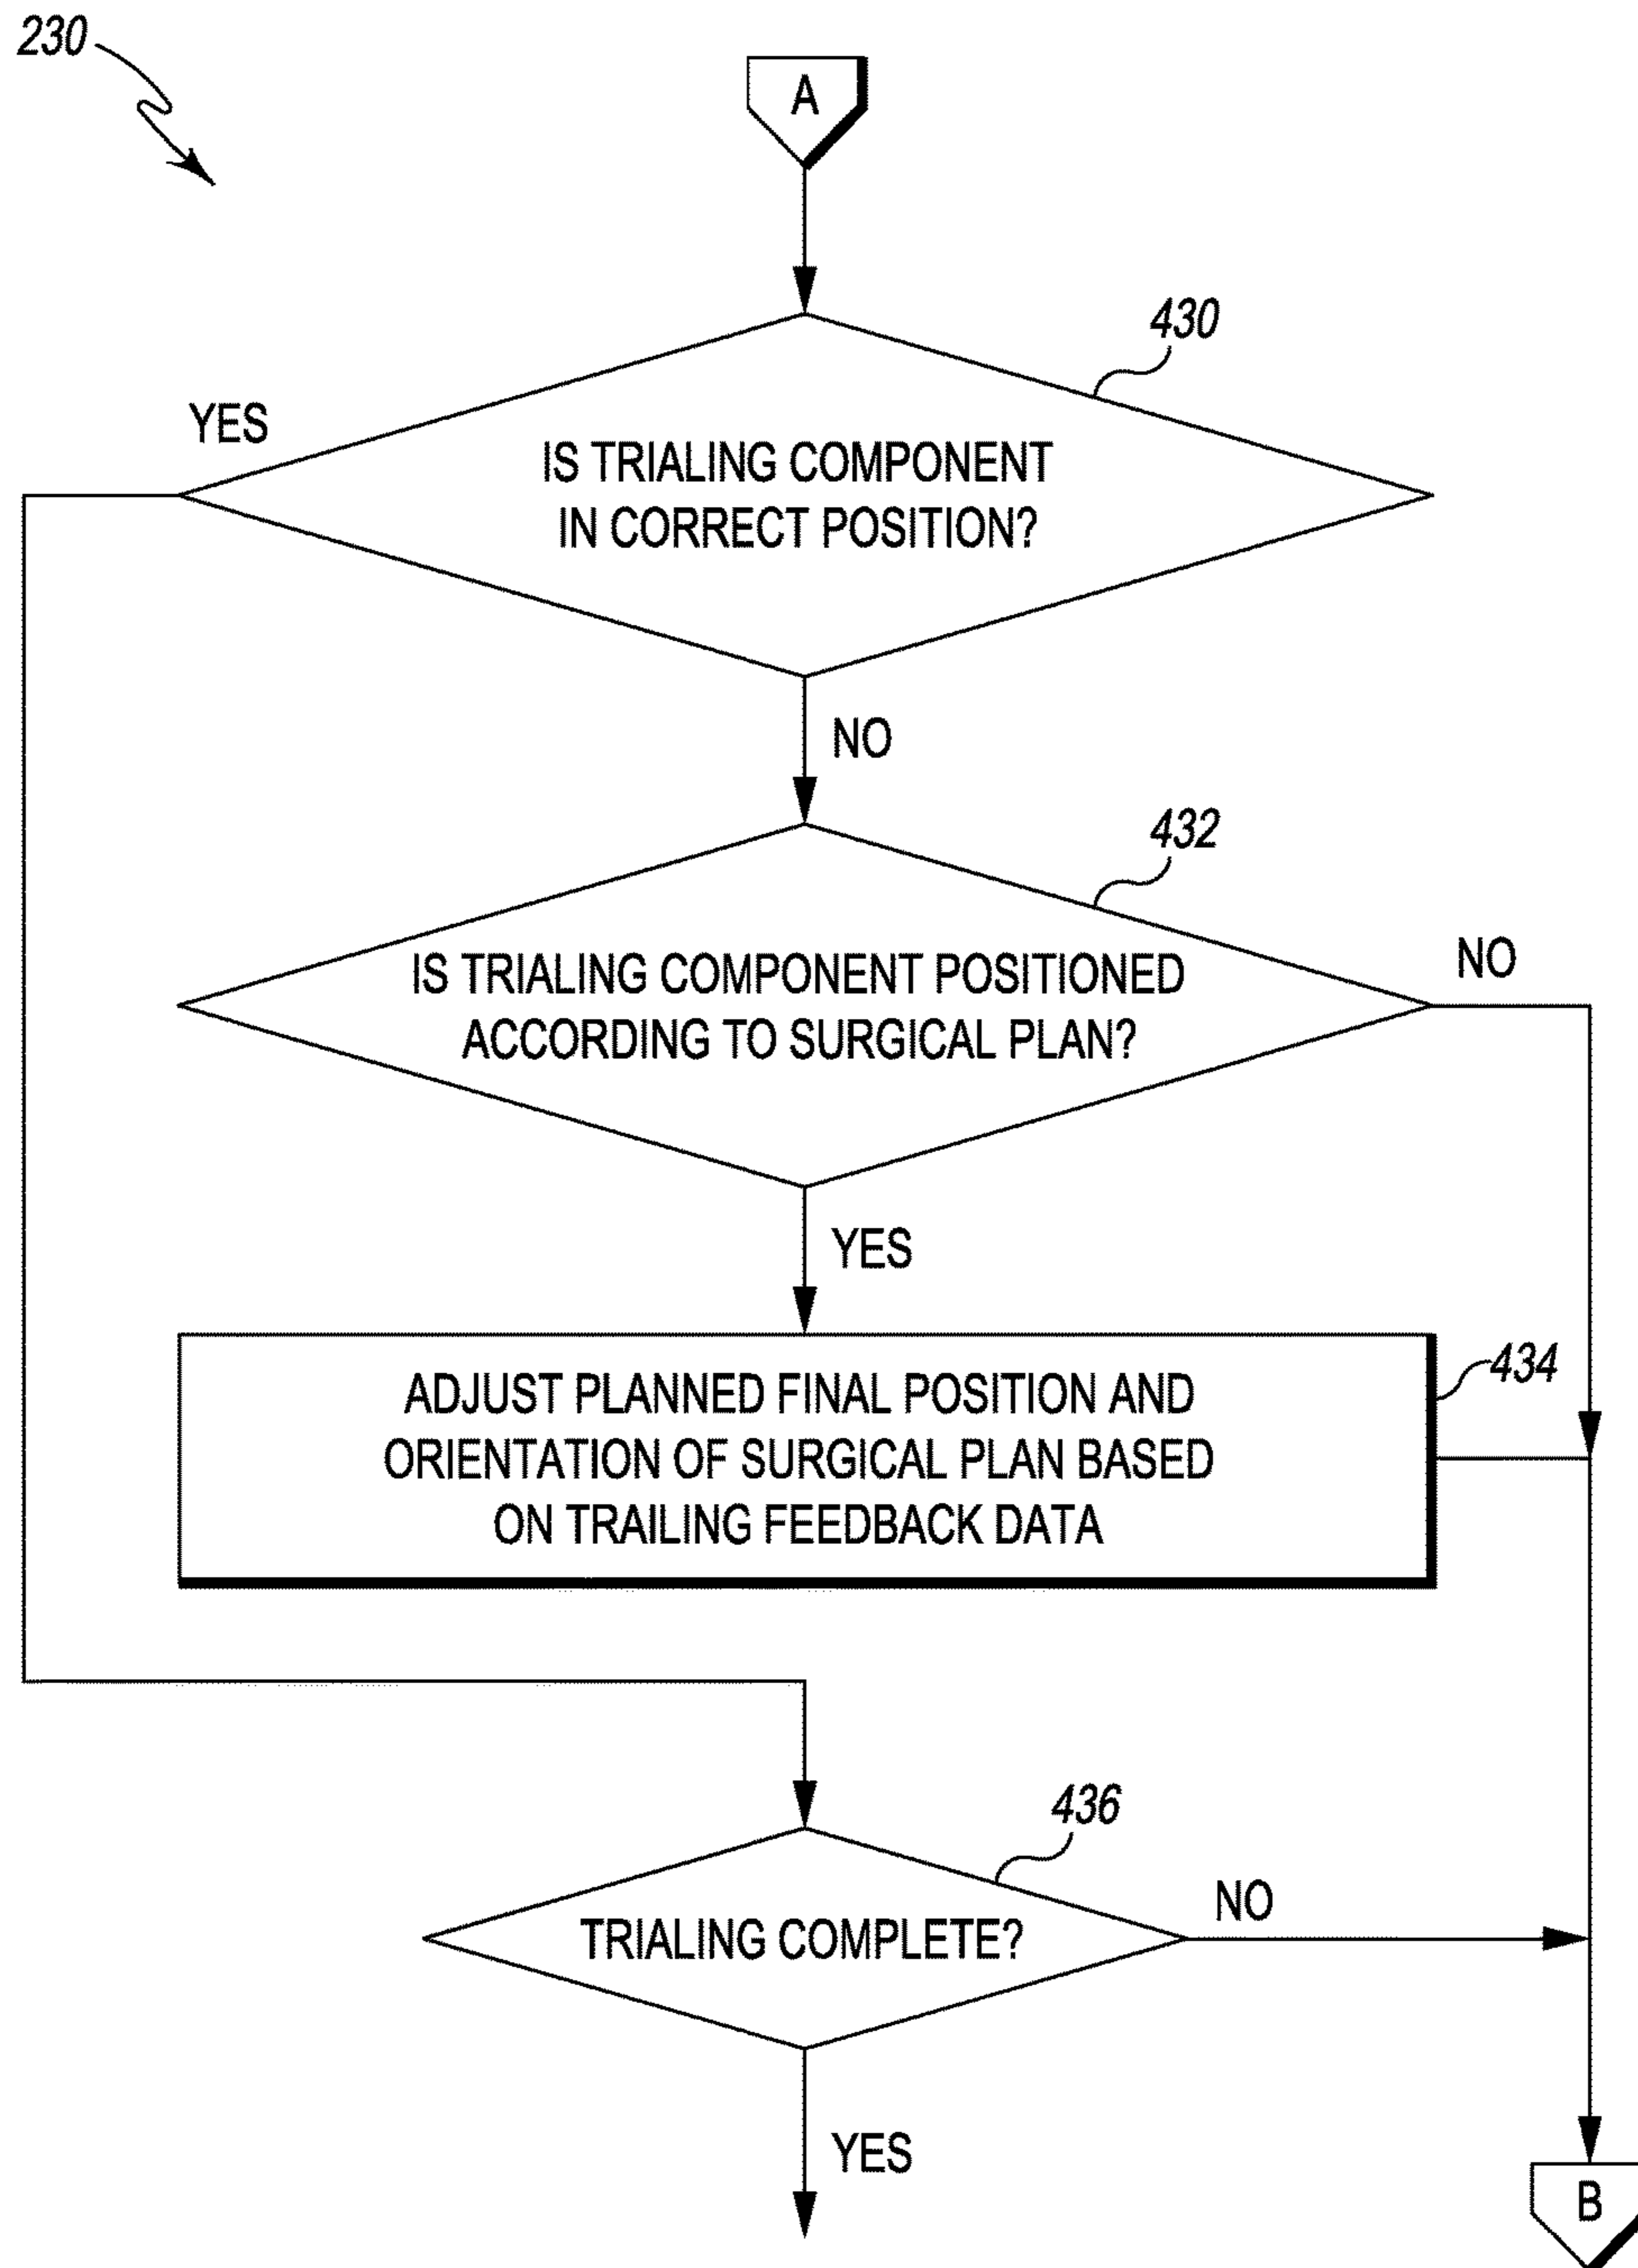 230
A
430
YES
IS TRIALING COMPONENT
IN CORRECT POSITION?
NO
432
IS TRIALING COMPONENT POSITIONED
ACCORDING TO SURGICAL PLAN?
NO
YES
434
ADJUST PLANNED FINAL POSITION AND
ORIENTATION OF SURGICAL PLAN BASED
ON TRAILING FEEDBACK DATA
436
TRIALING COMPLETE?
NO
YES
B